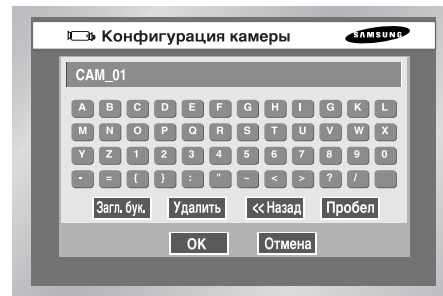 Конфигурация камеры SAMSUNG
CAM_01
A B C D E F G H I G K L
M N O P Q R S T U V W X
Y Z 1 2 3 4 5 6 7 8 9 0
- = { } : " ~ < > ? /
Загл. бук. Удалить <<Назад Пробел
OK Отмена